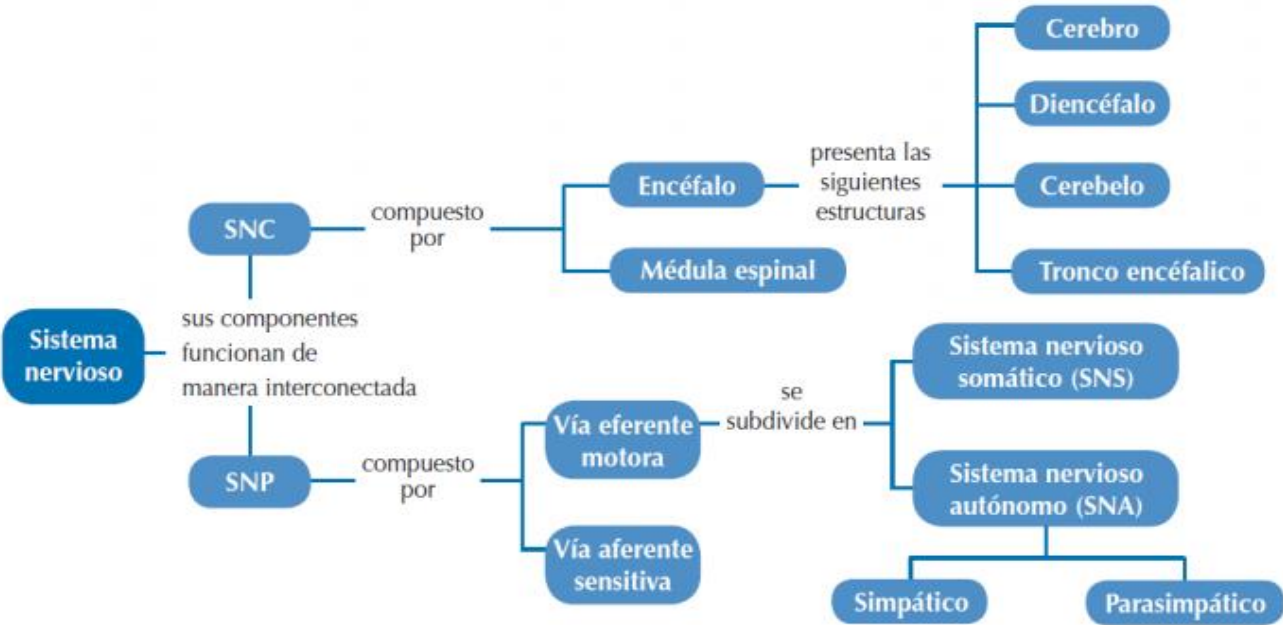 Sistema
nervioso
sus componentes
funcionan de
manera interconectada
SNC
compuesto
por
Encéfalo
presenta las
siguientes
estructuras
Cerebro
Diencéfalo
Cerebelo
Tronco encéfalico
Médula espinal
SNP
compuesto
por
Vía eferente
motora
se
subdivide en
Sistema nervioso
somático (SNS)
Sistema nervioso
autónomo (SNA)
Simpático
Parasimpático
Vía aferente
sensitiva